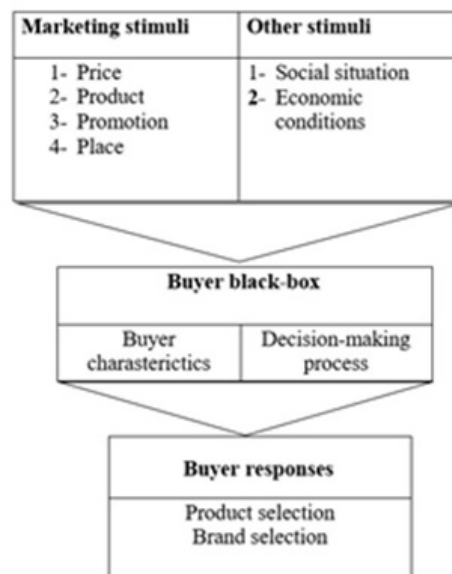 Marketing stimuli
1- Price
2- Product
3- Promotion
4- Place
Other stimuli
1- Social situation
2- Economic
conditions
Buyer black-box
Buyer
charasterictics
Decision-making
process
Buyer responses
Product selection
Brand selection